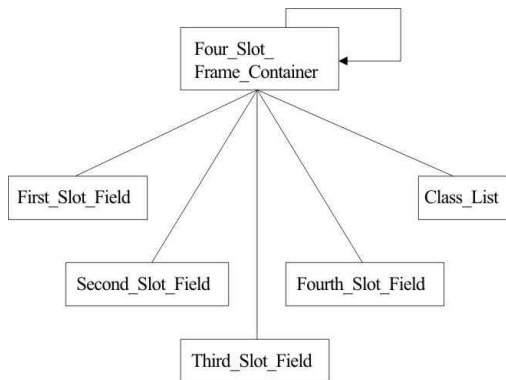 Four_Slot_
Frame_Container
First_Slot_Field
Class_List
Second_Slot_Field
Fourth_Slot_Field
Third_Slot_Field